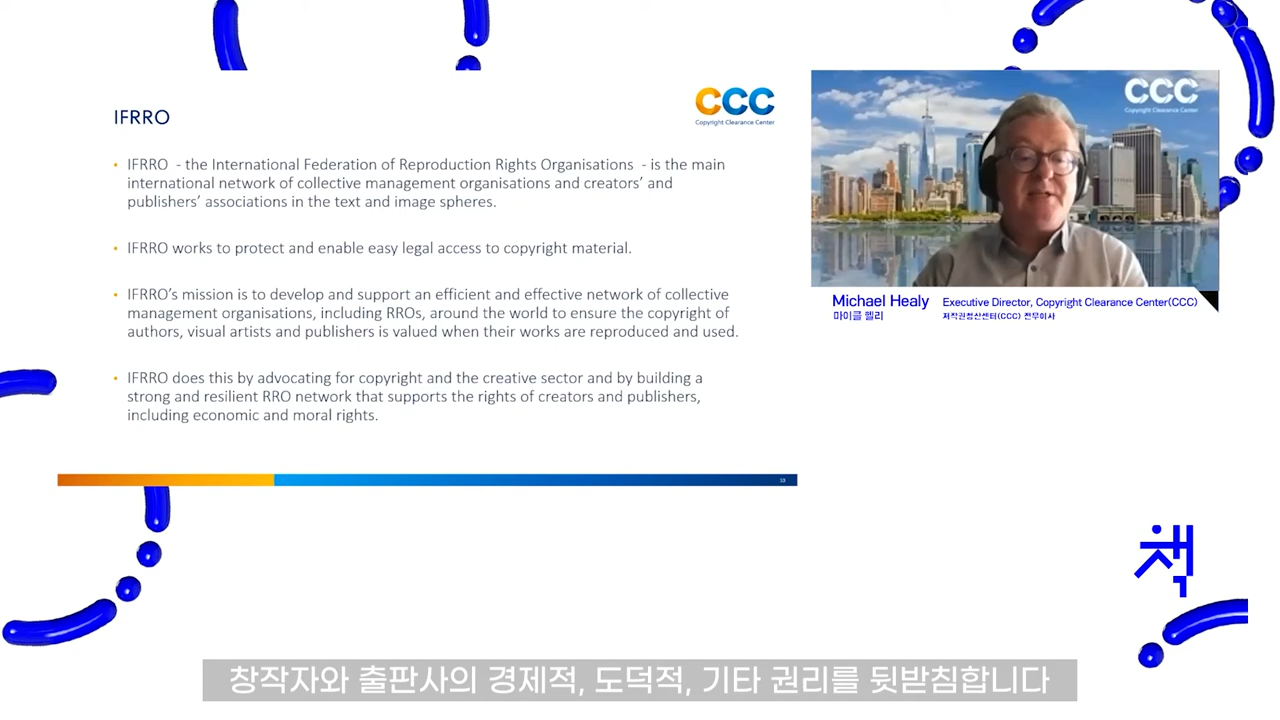 IFRRO
CCC
Copyright Clearance Center
• IFRRO - the International Federation of Reproduction Rights Organisations - is the main
international network of collective management organisations and creators’ and
publishers’ associations in the text and image spheres.
• IFRRO works to protect and enable easy legal access to copyright material.
• IFRRO’s mission is to develop and support an efficient and effective network of collective
management organisations, including RROs, around the world to ensure the copyright of
authors, visual artists and publishers is valued when their works are reproduced and used.
• IFRRO does this by advocating for copyright and the creative sector and by building a
strong and resilient RRO network that supports the rights of creators and publishers,
including economic and moral rights.
CCC
Copyright Clearance Center
Michael Healy Executive Director, Copyright Clearance Center(CCC)
마이클 힐리 저작권청산센터(CCC) 전무이사
책
창작자와 출판사의 경제적, 도덕적, 기타 권리를 뒷받침합니다